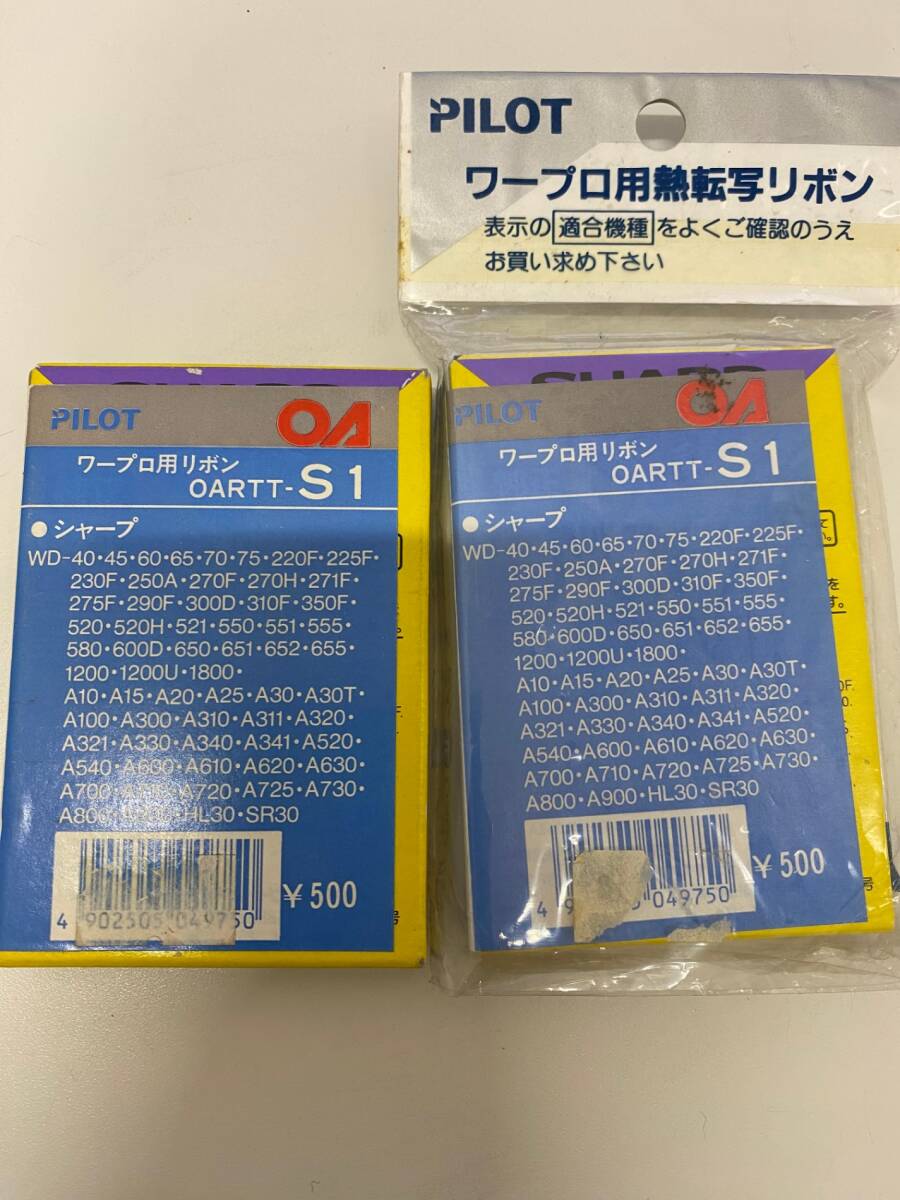 PILOT
ワープロ用熱転写リボン
表示の適合機種をよくご確認のうえ
お買い求め下さい
PILOT OA
ワープロ用リボン
OARTT-S1
●シャープ
WD-40・45・60・65・70・75・220F・225F・
230F・250A・270F・270H・271F・
275F・290F・300D・310F・350F・
520・520H・521・550・551・555・
580・600D・650・651・652・655・
1200・1200U・1800・
A10・A15・A20・A25・A30・A30T・
A100・A300・A310・A311・A320・
A321・A330・A340・A341・A520・
A540・A600・A610・A620・A630・
A700・A710・A720・A725・A730・
A800・A900・HL30・SR30
¥500
4 902505 049750
号
SHARP
PILOT OA
ワープロ用リボン
OARTT-S1
●シャープ
WD-40・45・60・65・70・75・220F・225F・
230F・250A・270F・270H・271F・
275F・290F・300D・310F・350F・
520・520H・521・550・551・555・
580・600D・650・651・652・655・
1200・1200U・1800・
A10・A15・A20・A25・A30・A30T・
A100・A300・A310・A311・A320・
A321・A330・A340・A341・A520・
A540・A600・A610・A620・A630・
A700・A710・A720・A725・A730・
A800・A900・HL30・SR30
¥500
049750
号